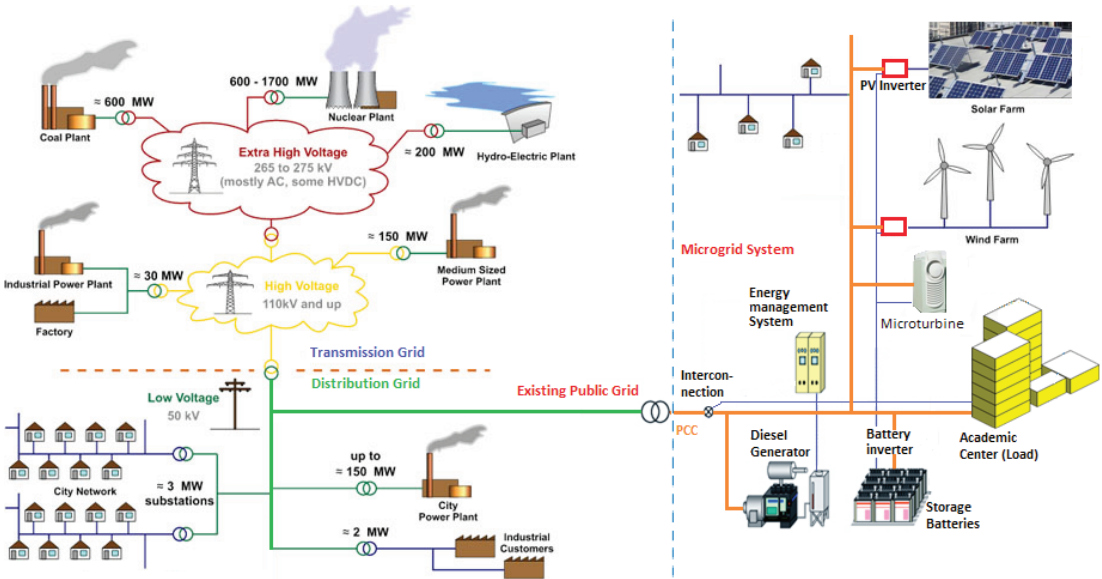 ≈ 600 MW
Coal Plant
600 - 1700 MW
Nuclear Plant
≈ 200 MW
Hydro-Electric Plant
Extra High Voltage
265 to 275 kV
(mostly AC, some HVDC)
≈ 150 MW
Medium Sized
Power Plant
Industrial Power Plant
≈ 30 MW
Factory
High Voltage
110kV and up
Transmission Grid
Distribution Grid
Low Voltage
50 kV
Existing Public Grid
City Network
≈ 3 MW
substations
up to
≈ 150 MW
City
Power Plant
≈ 2 MW
Industrial
Customers
PV Inverter
Solar Farm
Wind Farm
Microgrid System
Energy
management
System
Microturbine
Intercon-
nection
PCC
Diesel
Generator
Battery
inverter
Academic
Center (Load)
Storage
Batteries